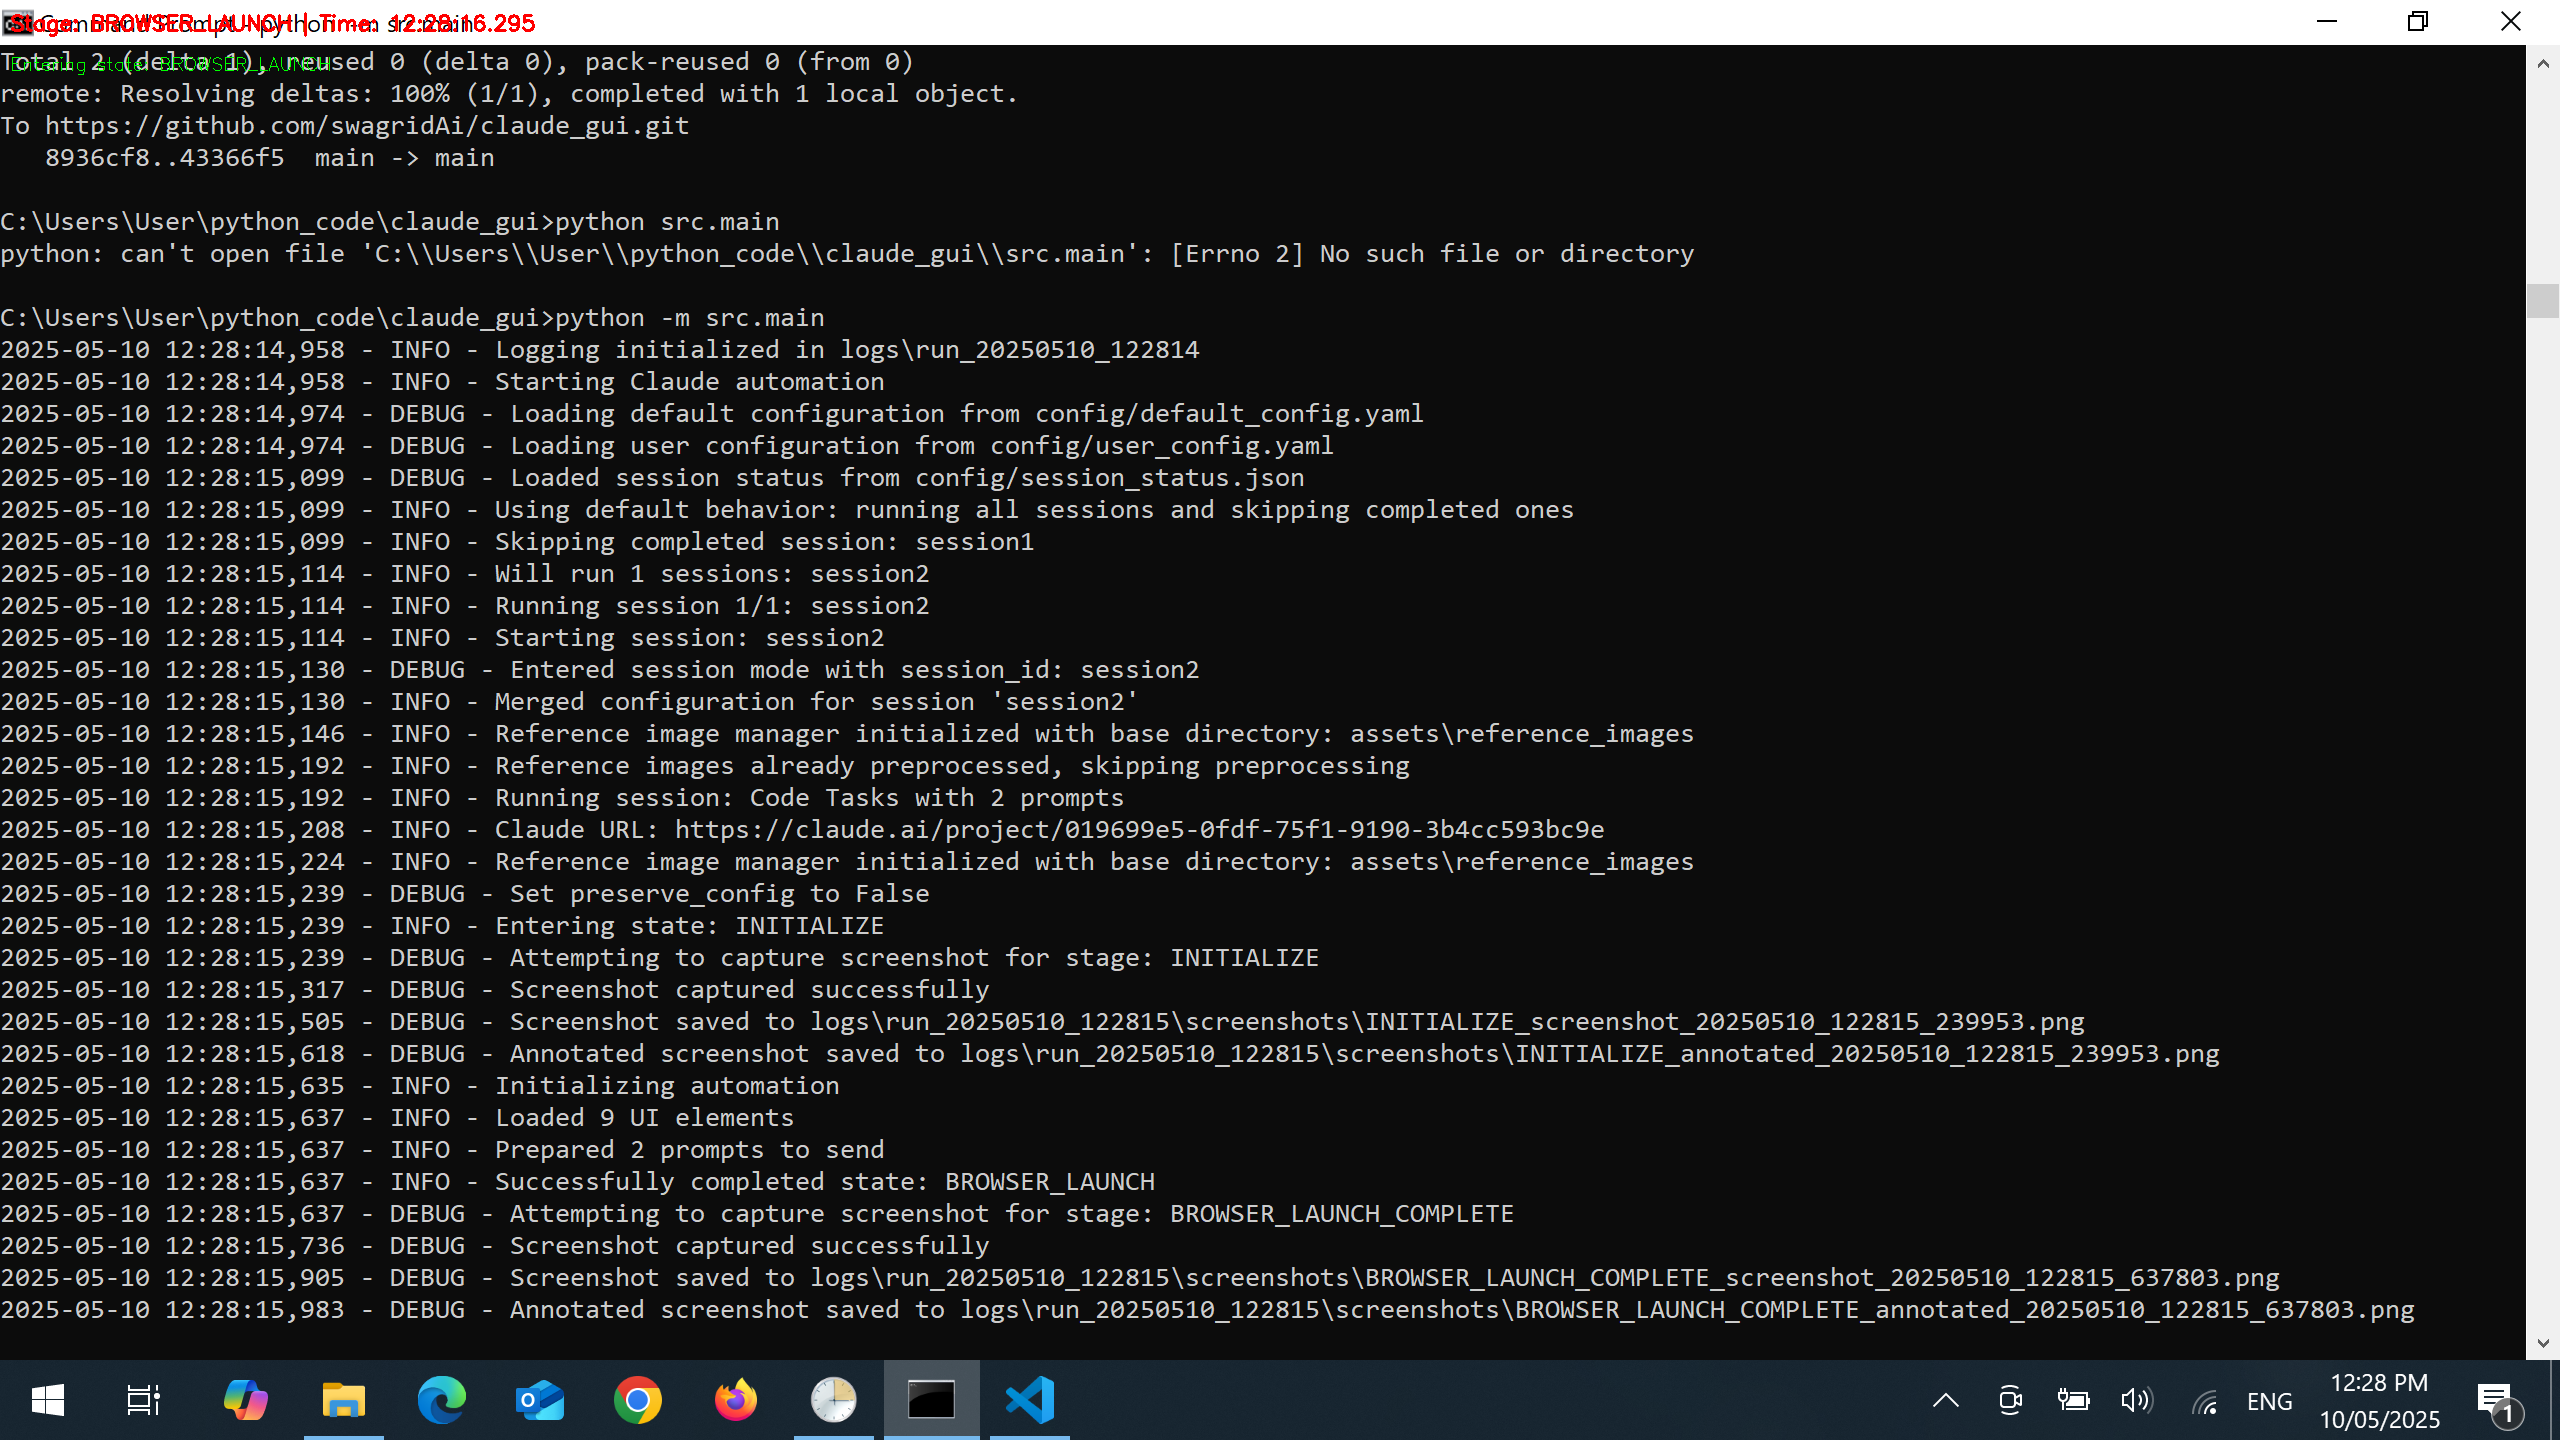 Stage: BROWSER_LAUNCH | Time: 12:28:16.295
Command Prompt - python -m src.main
Entering state: BROWSER_LAUNCH
Total 2 (delta 1), reused 0 (delta 0), pack-reused 0 (from 0)
remote: Resolving deltas: 100% (1/1), completed with 1 local object.
To https://github.com/swagridAi/claude_gui.git
   8936cf8..43366f5  main -> main
C:\Users\User\python_code\claude_gui>python src.main
python: can't open file 'C:\\Users\\User\\python_code\\claude_gui\\src.main': [Errno 2] No such file or directory
C:\Users\User\python_code\claude_gui>python -m src.main
2025-05-10 12:28:14,958 - INFO - Logging initialized in logs\run_20250510_122814
2025-05-10 12:28:14,958 - INFO - Starting Claude automation
2025-05-10 12:28:14,974 - DEBUG - Loading default configuration from config/default_config.yaml
2025-05-10 12:28:14,974 - DEBUG - Loading user configuration from config/user_config.yaml
2025-05-10 12:28:15,099 - DEBUG - Loaded session status from config/session_status.json
2025-05-10 12:28:15,099 - INFO - Using default behavior: running all sessions and skipping completed ones
2025-05-10 12:28:15,099 - INFO - Skipping completed session: session1
2025-05-10 12:28:15,114 - INFO - Will run 1 sessions: session2
2025-05-10 12:28:15,114 - INFO - Running session 1/1: session2
2025-05-10 12:28:15,114 - INFO - Starting session: session2
2025-05-10 12:28:15,130 - DEBUG - Entered session mode with session_id: session2
2025-05-10 12:28:15,130 - INFO - Merged configuration for session 'session2'
2025-05-10 12:28:15,146 - INFO - Reference image manager initialized with base directory: assets\reference_images
2025-05-10 12:28:15,192 - INFO - Reference images already preprocessed, skipping preprocessing
2025-05-10 12:28:15,192 - INFO - Running session: Code Tasks with 2 prompts
2025-05-10 12:28:15,208 - INFO - Claude URL: https://claude.ai/project/019699e5-0fdf-75f1-9190-3b4cc593bc9e
2025-05-10 12:28:15,224 - INFO - Reference image manager initialized with base directory: assets\reference_images
2025-05-10 12:28:15,239 - DEBUG - Set preserve_config to False
2025-05-10 12:28:15,239 - INFO - Entering state: INITIALIZE
2025-05-10 12:28:15,239 - DEBUG - Attempting to capture screenshot for stage: INITIALIZE
2025-05-10 12:28:15,317 - DEBUG - Screenshot captured successfully
2025-05-10 12:28:15,505 - DEBUG - Screenshot saved to logs\run_20250510_122815\screenshots\INITIALIZE_screenshot_20250510_122815_239953.png
2025-05-10 12:28:15,618 - DEBUG - Annotated screenshot saved to logs\run_20250510_122815\screenshots\INITIALIZE_annotated_20250510_122815_239953.png
2025-05-10 12:28:15,635 - INFO - Initializing automation
2025-05-10 12:28:15,637 - INFO - Loaded 9 UI elements
2025-05-10 12:28:15,637 - INFO - Prepared 2 prompts to send
2025-05-10 12:28:15,637 - INFO - Successfully completed state: BROWSER_LAUNCH
2025-05-10 12:28:15,637 - DEBUG - Attempting to capture screenshot for stage: BROWSER_LAUNCH_COMPLETE
2025-05-10 12:28:15,736 - DEBUG - Screenshot captured successfully
2025-05-10 12:28:15,905 - DEBUG - Screenshot saved to logs\run_20250510_122815\screenshots\BROWSER_LAUNCH_COMPLETE_screenshot_20250510_122815_637803.png
2025-05-10 12:28:15,983 - DEBUG - Annotated screenshot saved to logs\run_20250510_122815\screenshots\BROWSER_LAUNCH_COMPLETE_annotated_20250510_122815_637803.png
ENG
12:28 PM
10/05/2025
1